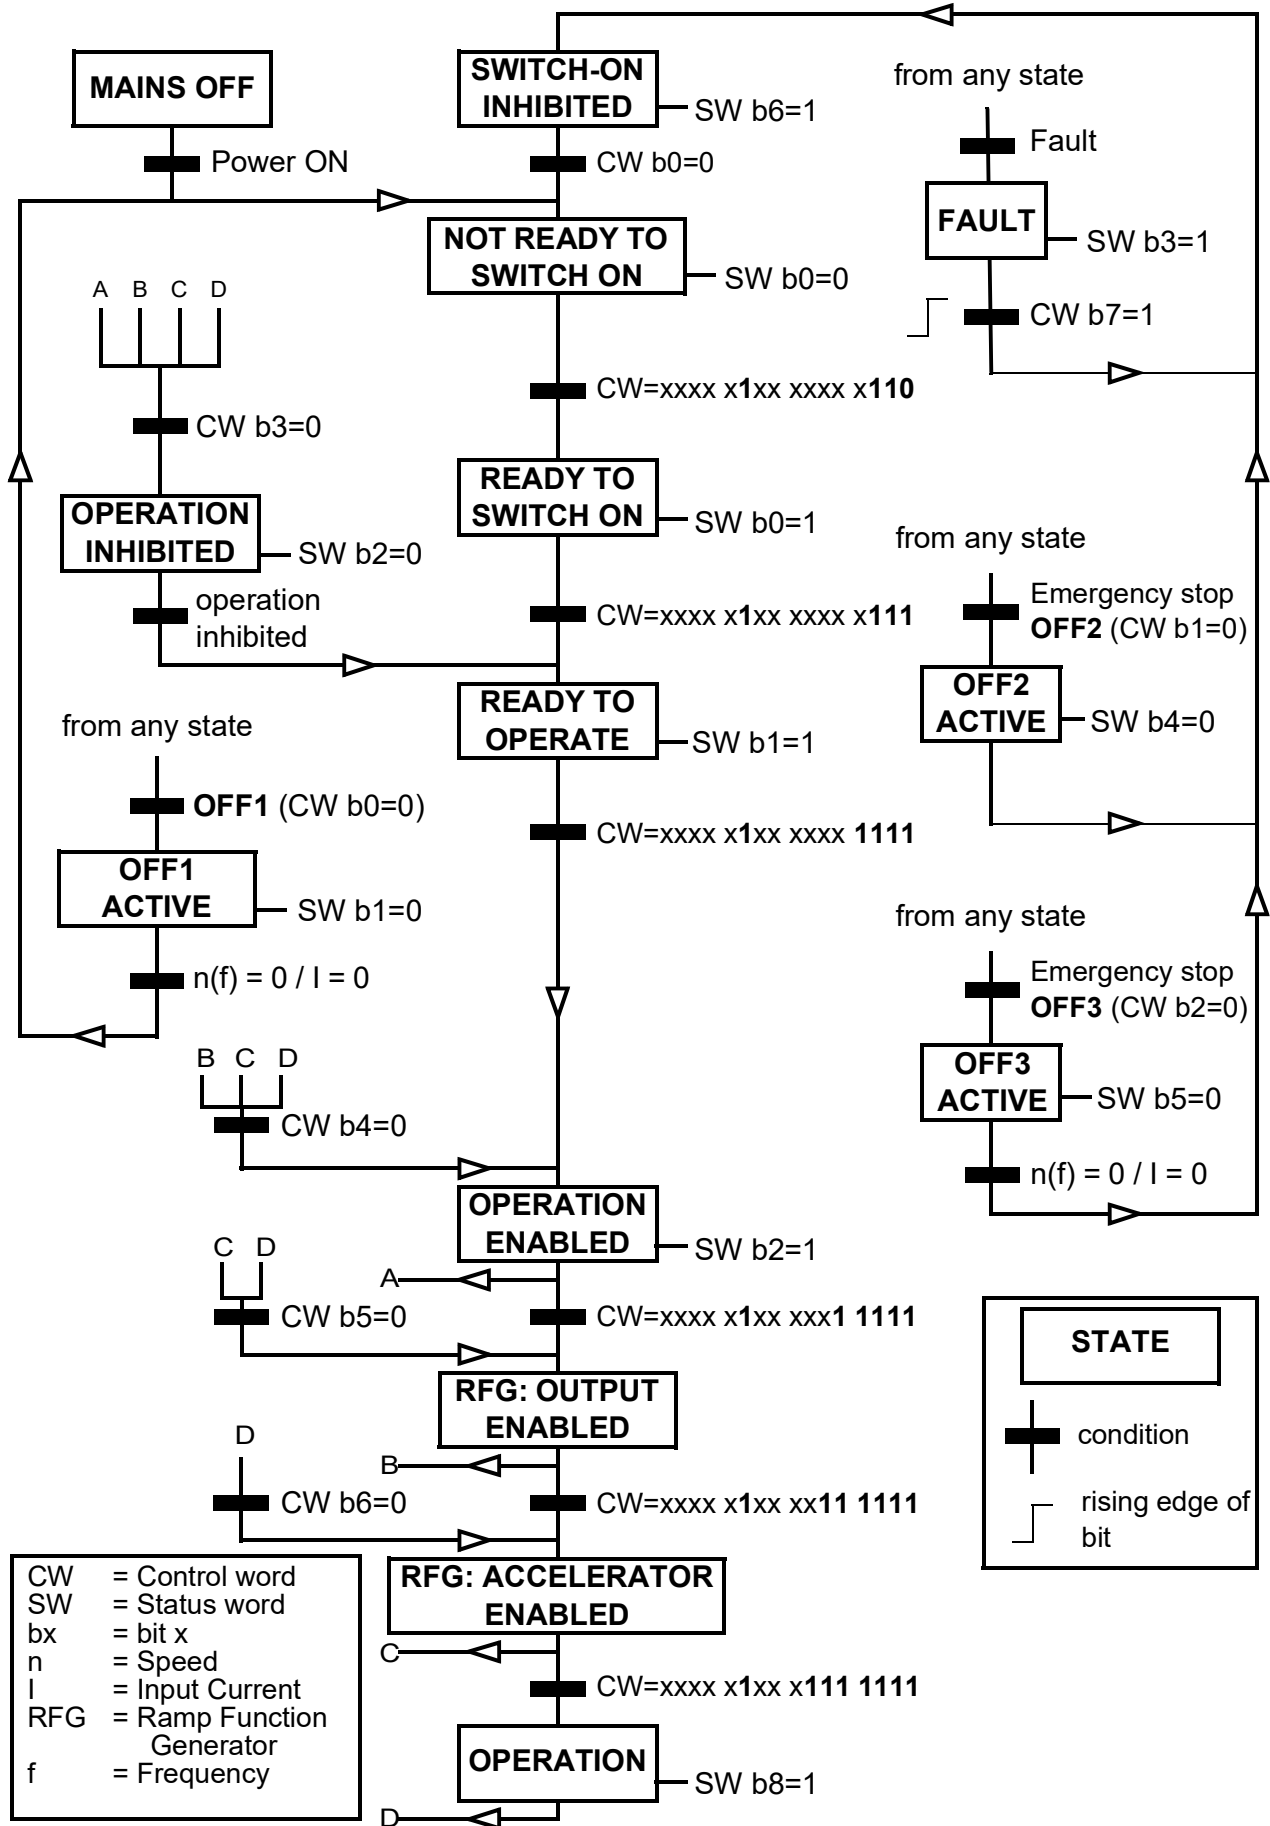 MAINS OFF
Power ON
SWITCH-ON
INHIBITED
SW b6=1
CW b0=0
NOT READY TO
SWITCH ON
SW b0=0
CW=xxxx x1xx xxxx x110
READY TO
SWITCH ON
SW b0=1
CW=xxxx x1xx xxxx x111
READY TO
OPERATE
SW b1=1
CW=xxxx x1xx xxxx 1111
A B C D
CW b3=0
OPERATION
INHIBITED
SW b2=0
operation
inhibited
from any state
OFF1 (CW b0=0)
OFF1
ACTIVE
SW b1=0
n(f) = 0 / I = 0
B C D
CW b4=0
OPERATION
ENABLED
SW b2=1
A
CW=xxxx x1xx xxx1 1111
C D
CW b5=0
RFG: OUTPUT
ENABLED
B
CW=xxxx x1xx xx11 1111
D
CW b6=0
RFG: ACCELERATOR
ENABLED
C
CW=xxxx x1xx x111 1111
OPERATION
SW b8=1
D
from any state
Fault
FAULT
SW b3=1
CW b7=1
from any state
Emergency stop
OFF2 (CW b1=0)
OFF2
ACTIVE
SW b4=0
from any state
Emergency stop
OFF3 (CW b2=0)
OFF3
ACTIVE
SW b5=0
n(f) = 0 / I = 0
STATE
condition
rising edge of
bit
CW = Control word
SW = Status word
bx = bit x
n = Speed
I = Input Current
RFG = Ramp Function
Generator
f = Frequency